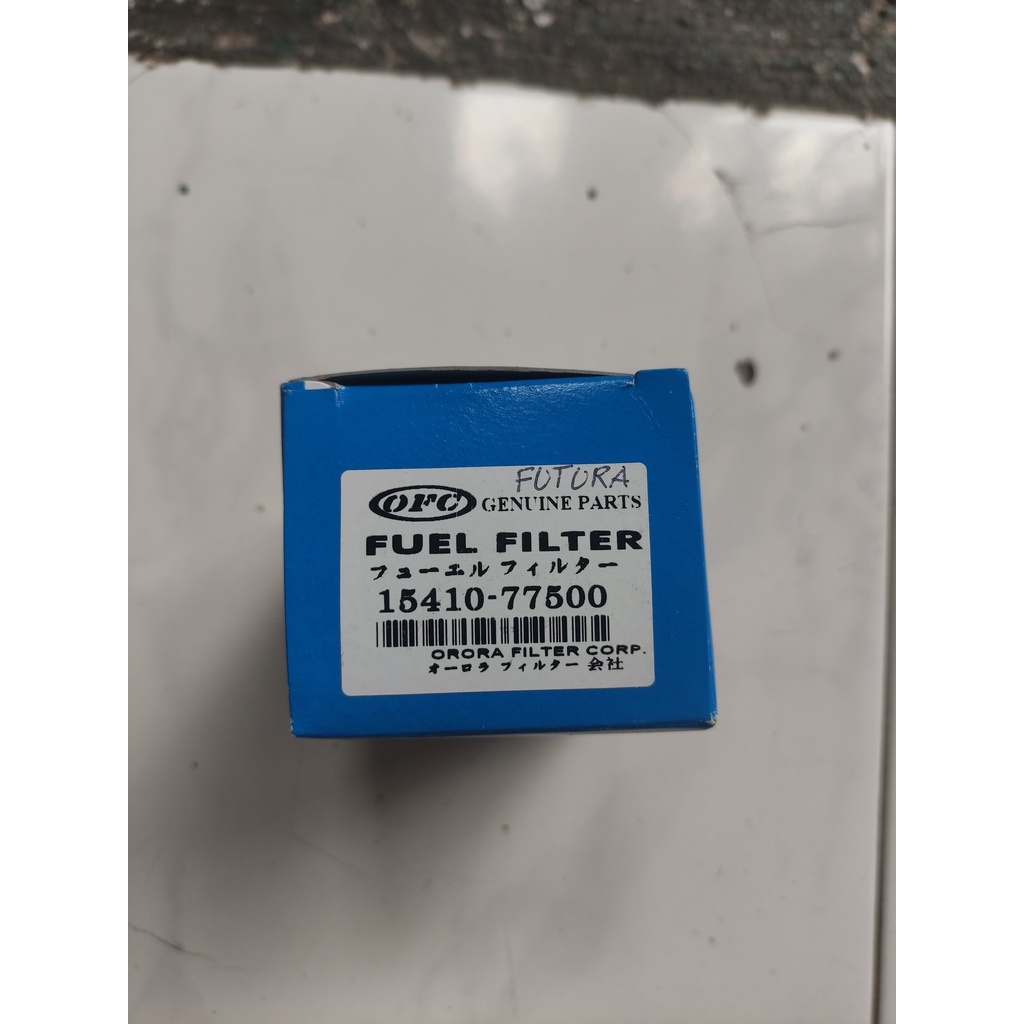 FUTURA
OFC GENUINE PARTS
FUEL FILTER
フューエル フィルター
15410-77500
ORORA FILTER CORP.
オーロラ フィルター 会社